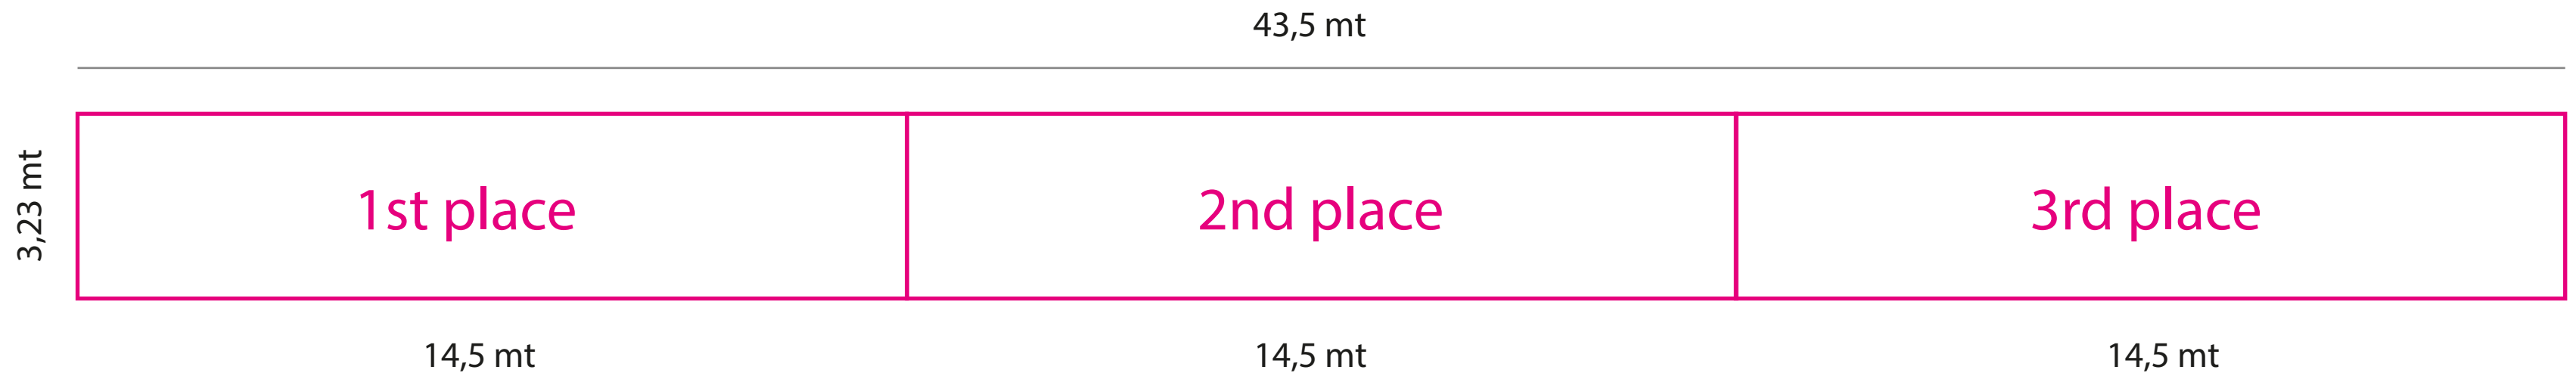 43,5 mt
3,23 mt
1st place
2nd place
3rd place
14,5 mt
14,5 mt
14,5 mt